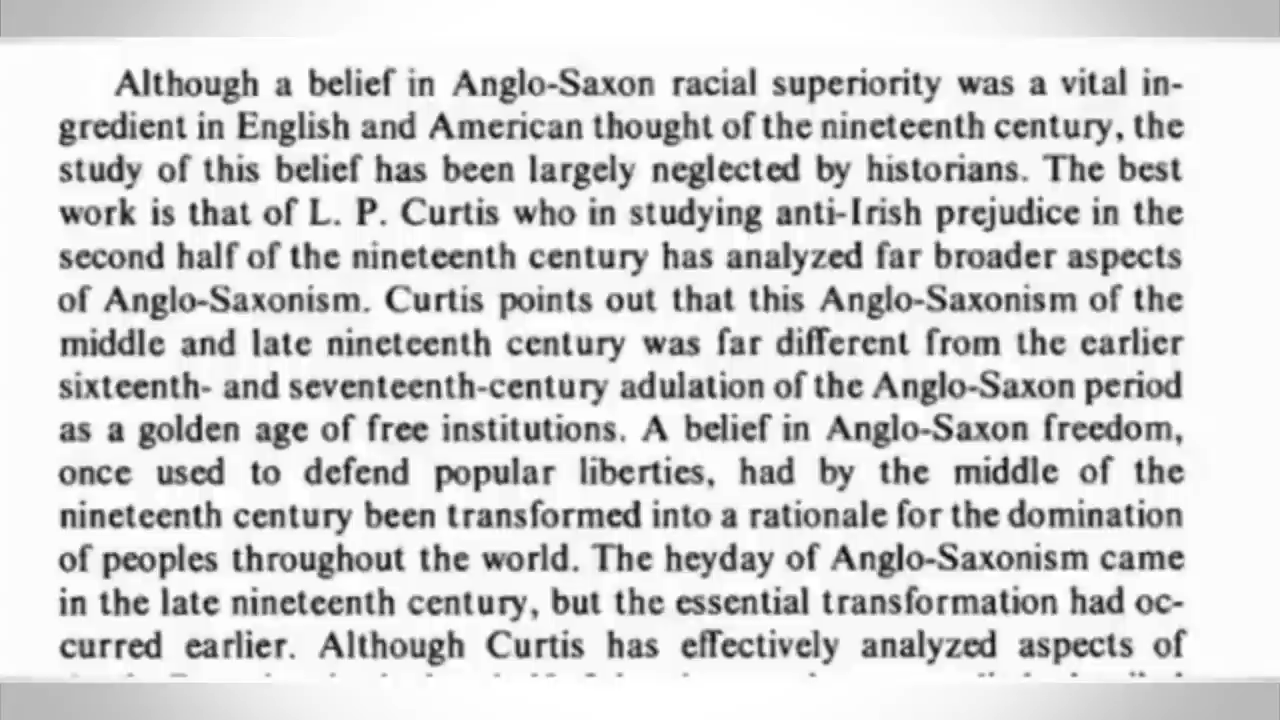 Although a belief in Anglo-Saxon racial superiority was a vital in-
gredient in English and American thought of the nineteenth century, the
study of this belief has been largely neglected by historians. The best
work is that of L. P. Curtis who in studying anti-Irish prejudice in the
second half of the nineteenth century has analyzed far broader aspects
of Anglo-Saxonism. Curtis points out that this Anglo-Saxonism of the
middle and late nineteenth century was far different from the earlier
sixteenth- and seventeenth-century adulation of the Anglo-Saxon period
as a golden age of free institutions. A belief in Anglo-Saxon freedom,
once used to defend popular liberties, had by the middle of the
nineteenth century been transformed into a rationale for the domination
of peoples throughout the world. The heyday of Anglo-Saxonism came
in the late nineteenth century, but the essential transformation had oc-
curred earlier. Although Curtis has effectively analyzed aspects of